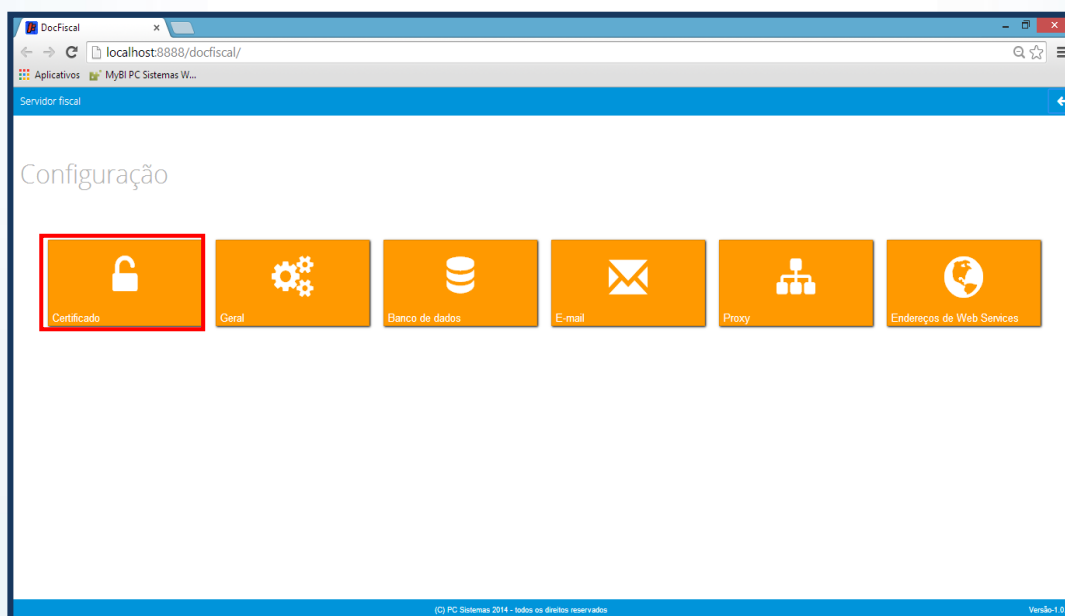 DocFiscal
localhost:8888/docfiscal/
Aplicativos MyBI PC Sistemas W...
Servidor fiscal
Configuração
Certificado Geral Banco de dados E-mail Proxy Endereços de Web Services
(C) PC Sistemas 2014 - todos os direitos reservados Versão-1.0